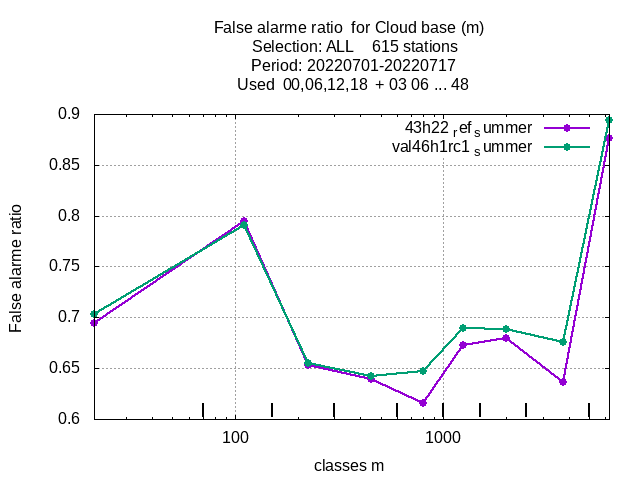 False alarme ratio  for Cloud base (m)
Selection: ALL    615 stations
Period: 20220701-20220717
Used  00,06,12,18  + 03 06 ... 48
43h22 ref summer
val46h1rc1 summer
0.9
0.85
0.8
0.75
0.7
0.65
0.6
False alarme ratio
100
1000
classes m